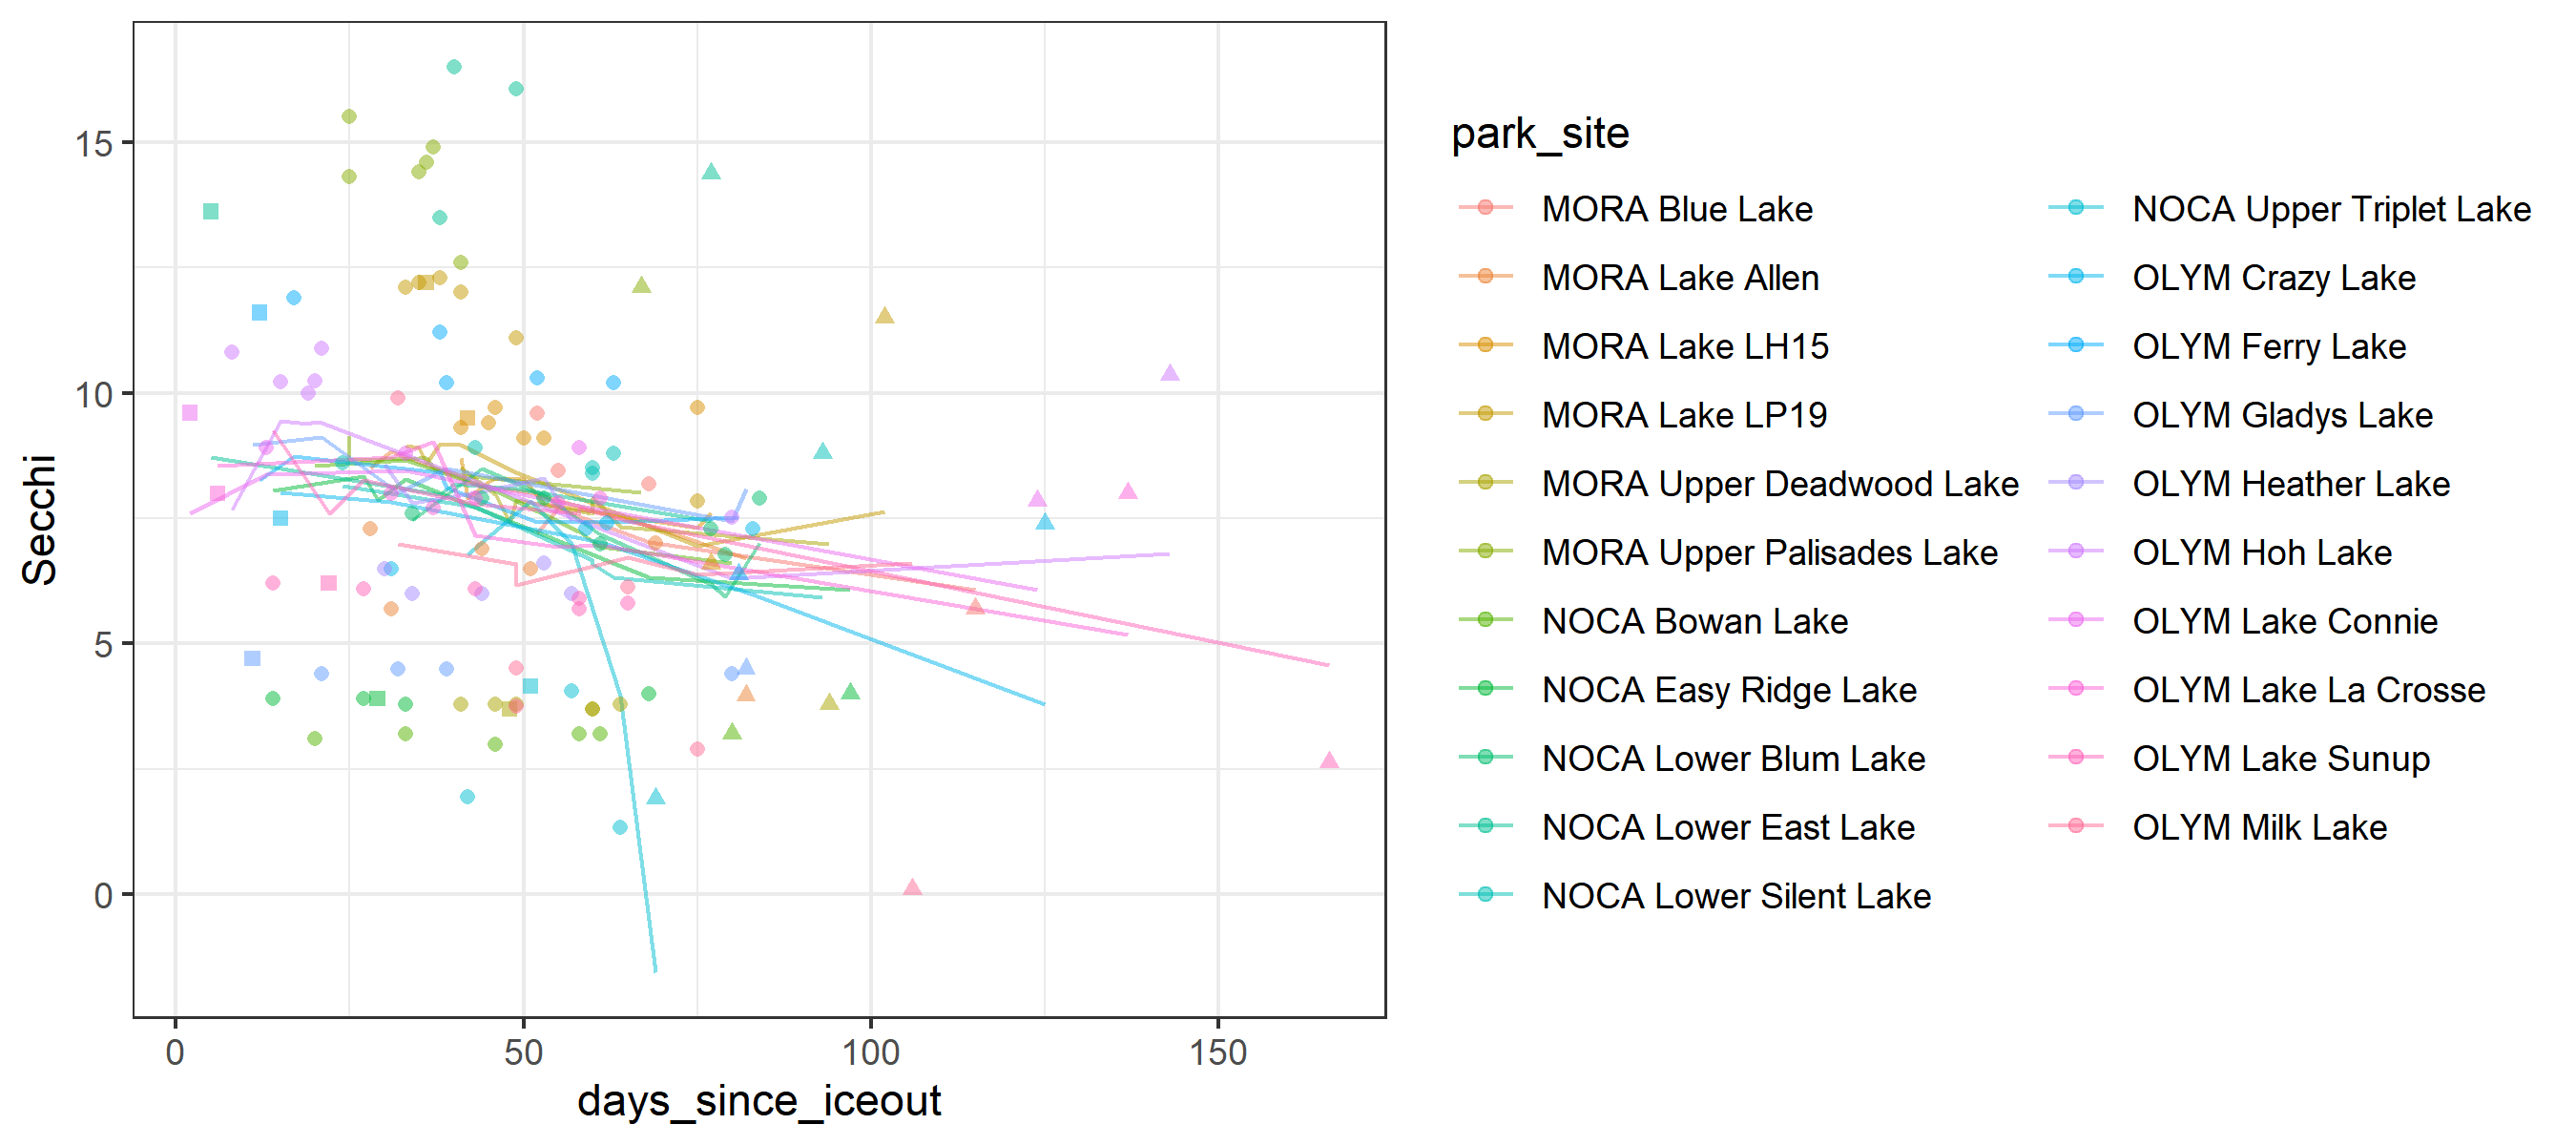 Secchi
15
10
5
0
0
50
100
150
days_since_iceout
park_site
MORA Blue Lake
MORA Lake Allen
MORA Lake LH15
MORA Lake LP19
MORA Upper Deadwood Lake
MORA Upper Palisades Lake
NOCA Bowan Lake
NOCA Easy Ridge Lake
NOCA Lower Blum Lake
NOCA Lower East Lake
NOCA Lower Silent Lake
NOCA Upper Triplet Lake
OLYM Crazy Lake
OLYM Ferry Lake
OLYM Gladys Lake
OLYM Heather Lake
OLYM Hoh Lake
OLYM Lake Connie
OLYM Lake La Crosse
OLYM Lake Sunup
OLYM Milk Lake